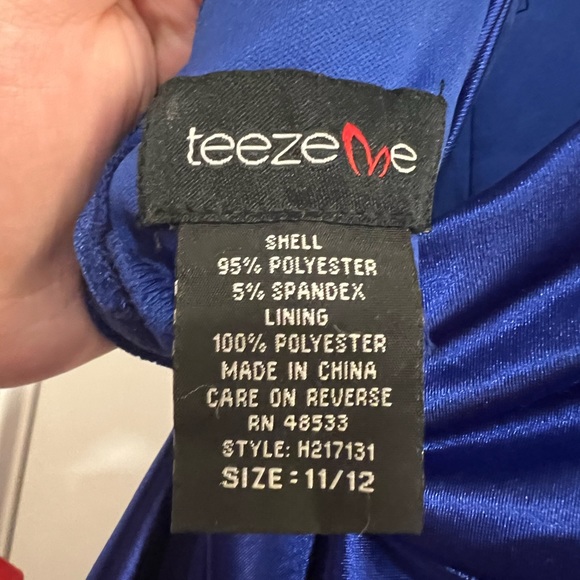 teezeme
SHELL
95% POLYESTER
5% SPANDEX
LINING
100% POLYESTER
MADE IN CHINA
CARE ON REVERSE
RN 48533
STYLE: H217131
SIZE: 11/12